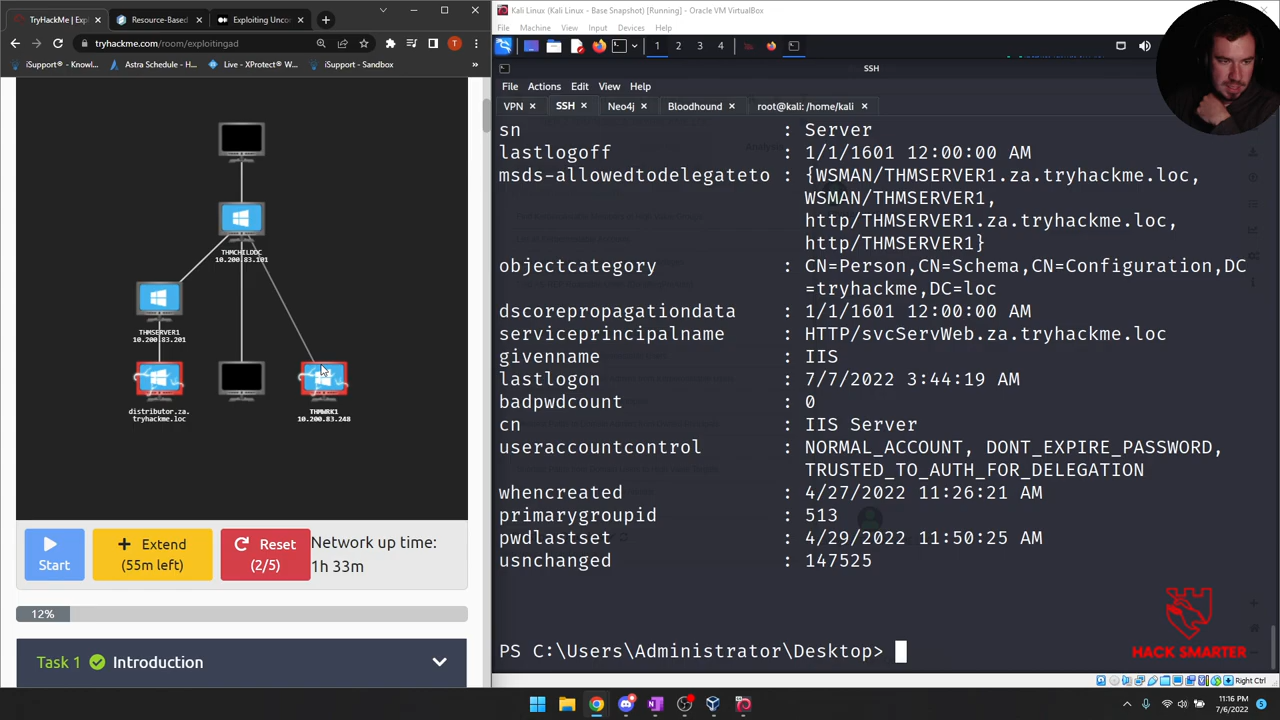 TryHackMe | Exp
Resource-Based
Exploiting Uncon
tryhackme.com/room/exploitingad
T
iSupport - Knowl...
Astra Schedule - H...
Live - XProtect® W...
iSupport - Sandbox
»
THMCHILDDC
10.200.83.101
THMSERVER1
10.200.83.201
distributor.za.
tryhackme.loc
THMWRK1
10.200.83.248
Start
Extend
(55m left)
Reset
(2/5)
Network up time:
1h 33m
12%
Task 1 Introduction
Kali Linux (Kali Linux - Base Snapshot) [Running] - Oracle VM VirtualBox
File Machine View Input Devices Help
1 2 3 4
SSH
File Actions Edit View Help
VPN SSH Neo4j Bloodhound root@kali: /home/kali
sn : Server
lastlogoff : 1/1/1601 12:00:00 AM
msds-allowedtodelegateto : {WSMAN/THMSERVER1.za.tryhackme.loc,
WSMAN/THMSERVER1,
http/THMSERVER1.za.tryhackme.loc,
http/THMSERVER1}
objectcategory : CN=Person,CN=Schema,CN=Configuration,DC
=tryhackme,DC=loc
dscorepropagationdata : 1/1/1601 12:00:00 AM
serviceprincipalname : HTTP/svcServWeb.za.tryhackme.loc
givenname : IIS
lastlogon : 7/7/2022 3:44:19 AM
badpwdcount : 0
cn : IIS Server
useraccountcontrol : NORMAL_ACCOUNT, DONT_EXPIRE_PASSWORD,
TRUSTED_TO_AUTH_FOR_DELEGATION
whencreated : 4/27/2022 11:26:21 AM
primarygroupid : 513
pwdlastset : 4/29/2022 11:50:25 AM
usnchanged : 147525
PS C:\Users\Administrator\Desktop>
HACK SMARTER
Right Ctrl
11:16 PM
7/6/2022